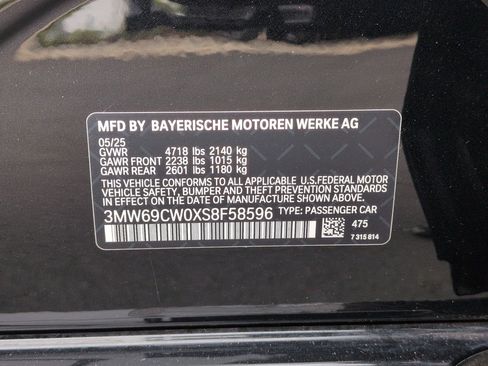 MFD BY BAYERISCHE MOTOREN WERKE AG
05/25
GVWR 4718 lbs 2140 kg
GAWR FRONT 2238 lbs 1015 kg
GAWR REAR 2601 lbs 1180 kg
THIS VEHICLE CONFORMS TO ALL APPLICABLE U.S.FEDERAL MOTOR
VEHICLE SAFETY, BUMPER AND THEFT PREVENTION STANDARDS
IN EFFECT ON THE DATE OF MANUFACTURE SHOWN ABOVE.
3MW69CW0XS8F58596 TYPE: PASSENGER CAR
475
7 315 814